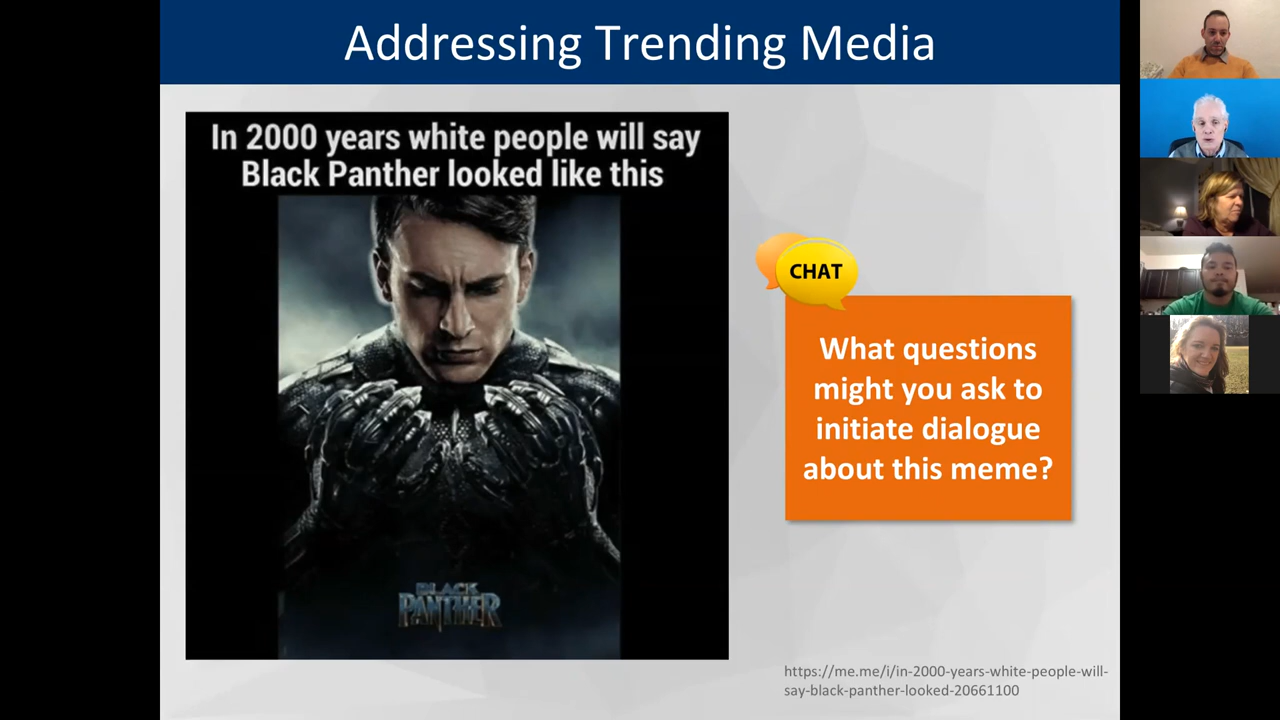 Addressing Trending Media
In 2000 years white people will say
Black Panther looked like this
BLACK
PANTHER
CHAT
What questions
might you ask to
initiate dialogue
about this meme?
https://me.me/i/in-2000-years-white-people-will-
say-black-panther-looked-20661100